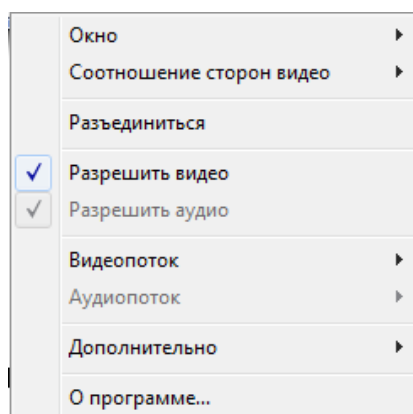 Окно
Соотношение сторон видео
Разъединиться
Разрешить видео
Разрешить аудио
Видеопоток
Аудиопоток
Дополнительно
О программе...